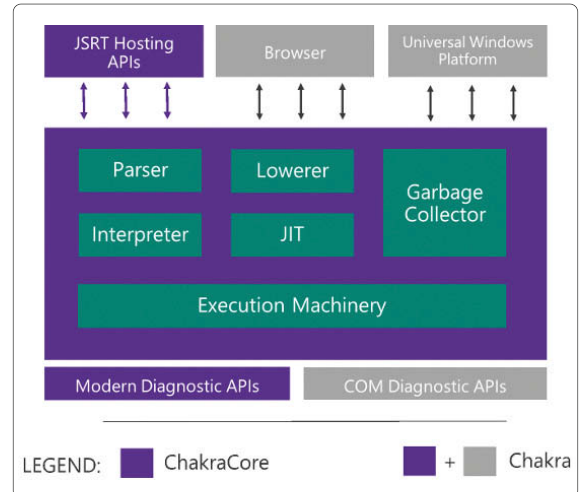 JSRT Hosting
APIs
Browser
Universal Windows
Platform
Parser
Lowerer
Garbage
Collector
Interpreter
JIT
Execution Machinery
Modern Diagnostic APIs
COM Diagnostic APIs
LEGEND:
ChakraCore
+
Chakra